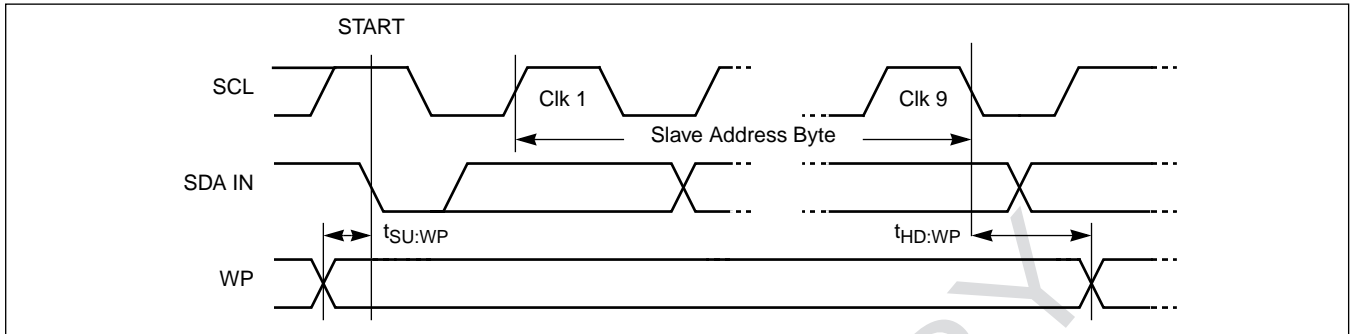 START
SCL
Clk 1
Clk 9
Slave Address Byte
SDA IN
tSU:WP
tHD:WP
WP